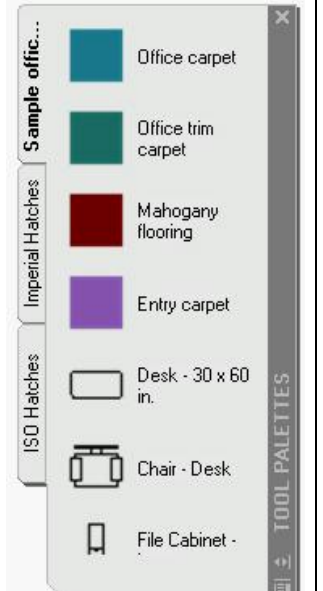 Sample offic...
Imperial Hatches
ISO Hatches
Office carpet
Office trim
carpet
Mahogany
flooring
Entry carpet
Desk - 30 x 60
in.
Chair - Desk
File Cabinet -
TOOL PALETTES